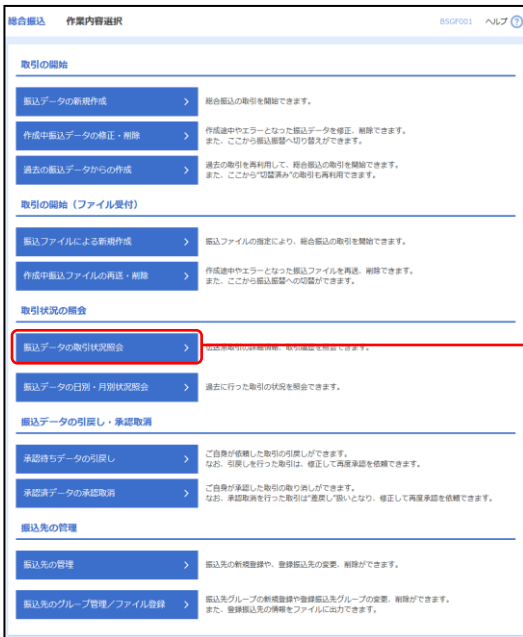 総合振込 作業内容選択 BSGF001 ヘルプ ?
取引の開始
振込データの新規作成 >
総合振込の取引を開始できます。
作成中振込データの修正・削除 >
作成途中やエラーとなった振込データを修正、削除できます。
また、ここから振込振替へ切り替えができます。
過去の振込データからの作成 >
過去の取引を再利用して、総合振込の取引を開始できます。
また、ここから“切替済み”の取引も再利用できます。
取引の開始（ファイル受付）
振込ファイルによる新規作成 >
振込ファイルの指定により、総合振込の取引を開始できます。
作成中振込ファイルの再送・削除 >
作成途中やエラーとなった振込ファイルを再送、削除できます。
また、ここから振込振替への切替ができます。
取引状況の照会
振込データの取引状況照会 >
伝送系取引の詳細情報、取引履歴を照会できます。
振込データの日別・月別状況照会 >
過去に行った取引の状況を照会できます。
振込データの引戻し・承認取消
承認待ちデータの引戻し >
ご自身が依頼した取引の引戻しができます。
なお、引戻しを行った取引は、修正して再度承認を依頼できます。
承認済データの承認取消 >
ご自身が承認した取引の取り消しができます。
なお、承認取消を行った取引は“差戻し”扱いとなり、修正して再度承認を依頼できます。
振込先の管理
振込先の管理 >
振込先の新規登録や、登録振込先の変更、削除ができます。
振込先のグループ管理／ファイル登録 >
振込先グループの新規登録や登録振込先グループの変更、削除ができます。
また、登録振込先の情報をファイルに出力できます。